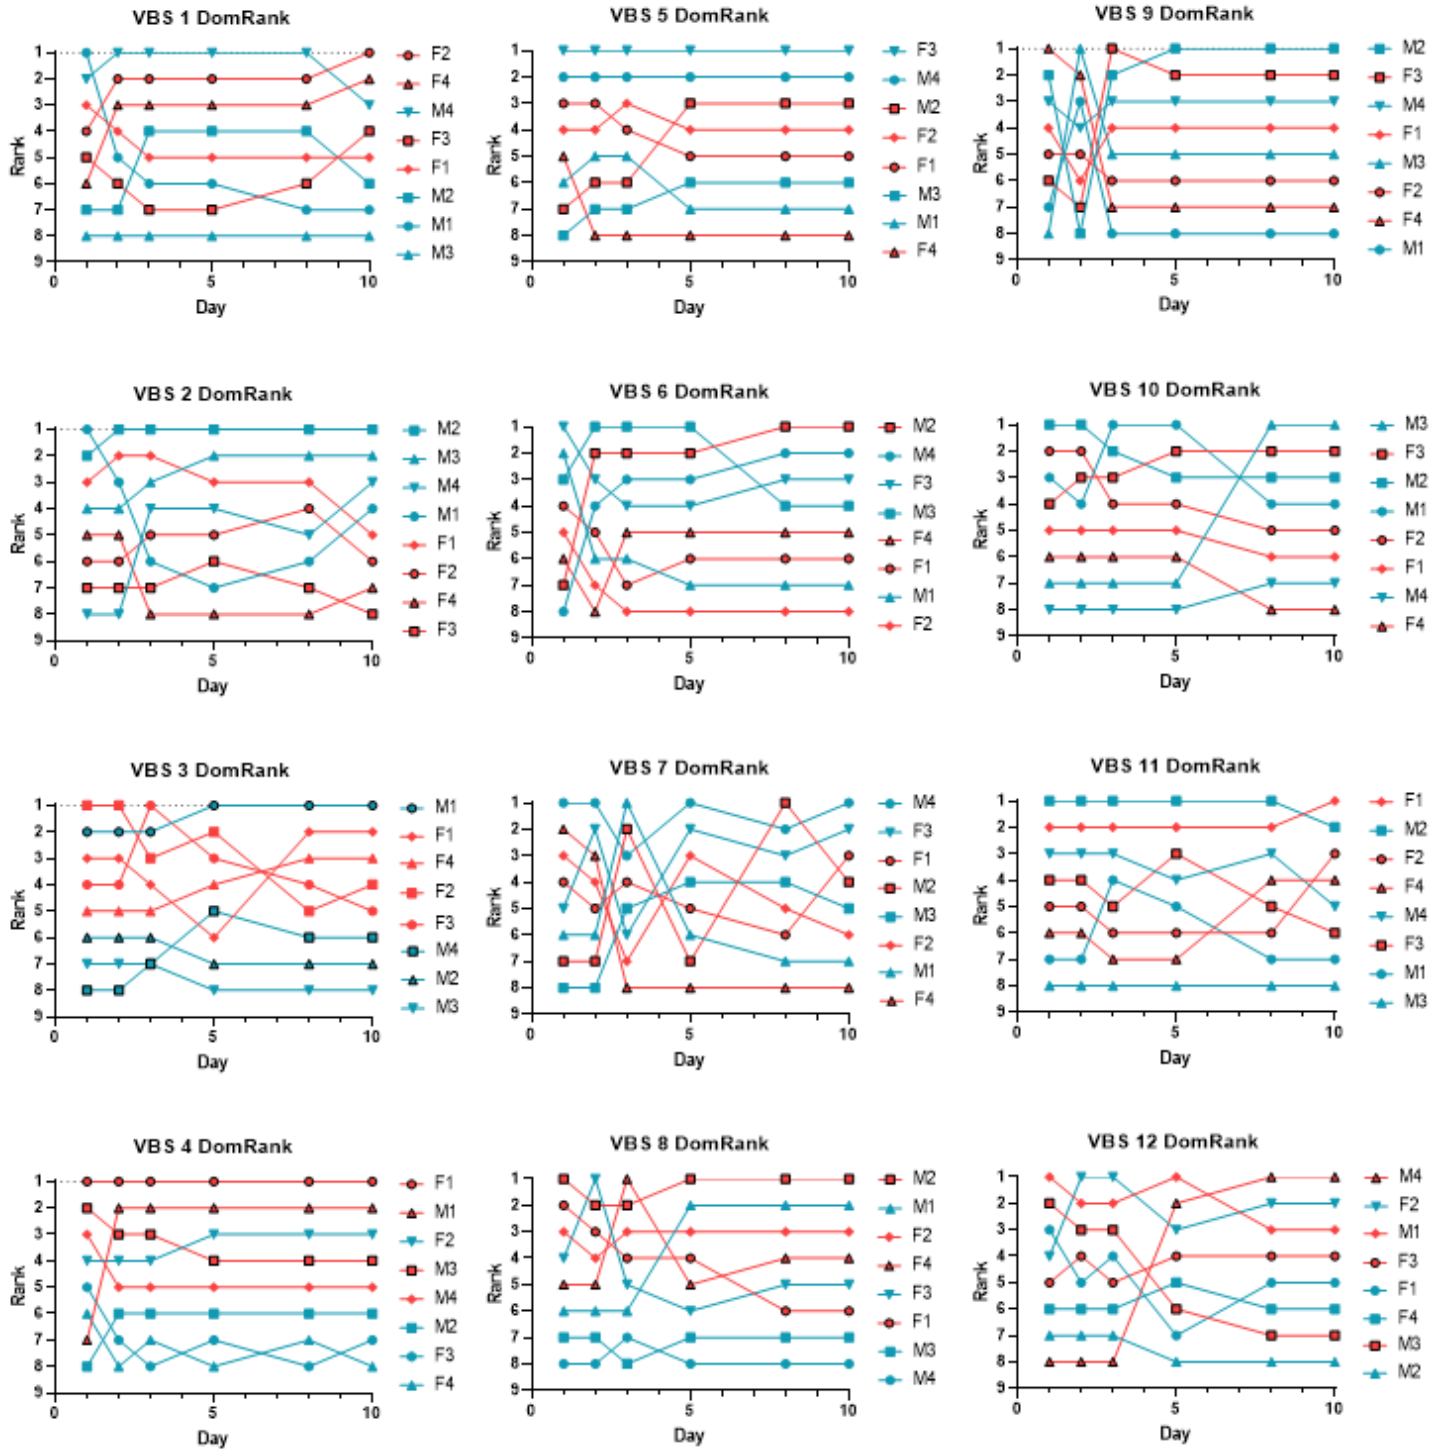 VBS 1 DomRank
1
2
3
4
5
6
7
8
9
0
5
10
Rank
Day
F2
F4
M4
F3
F1
M2
M1
M3
VBS 5 DomRank
1
2
3
4
5
6
7
8
9
0
5
10
Rank
Day
F3
M4
M2
F2
F1
M3
M1
F4
VBS 9 DomRank
1
2
3
4
5
6
7
8
9
0
5
10
Rank
Day
M2
F3
M4
F1
M3
F2
F4
M1
VBS 2 DomRank
1
2
3
4
5
6
7
8
9
0
5
10
Rank
Day
M2
M3
M4
M1
F1
F2
F4
F3
VBS 6 DomRank
1
2
3
4
5
6
7
8
9
0
5
10
Rank
Day
M2
M4
F3
M3
F4
F1
M1
F2
VBS 10 DomRank
1
2
3
4
5
6
7
8
9
0
5
10
Rank
Day
M3
F3
M2
M1
F2
F1
M4
F4
VBS 3 DomRank
1
2
3
4
5
6
7
8
9
0
5
10
Rank
Day
M1
F1
F4
F2
F3
M4
M2
M3
VBS 7 DomRank
1
2
3
4
5
6
7
8
9
0
5
10
Rank
Day
M4
F3
F1
M2
M3
F2
M1
F4
VBS 11 DomRank
1
2
3
4
5
6
7
8
9
0
5
10
Rank
Day
F1
M2
F2
F4
M4
F3
M1
M3
VBS 4 DomRank
1
2
3
4
5
6
7
8
9
0
5
10
Rank
Day
F1
M1
F2
M3
M4
M2
F3
F4
VBS 8 DomRank
1
2
3
4
5
6
7
8
9
0
5
10
Rank
Day
M2
M1
F2
F4
F3
F1
M3
M4
VBS 12 DomRank
1
2
3
4
5
6
7
8
9
0
5
10
Rank
Day
M4
F2
M1
F3
F1
F4
M3
M2